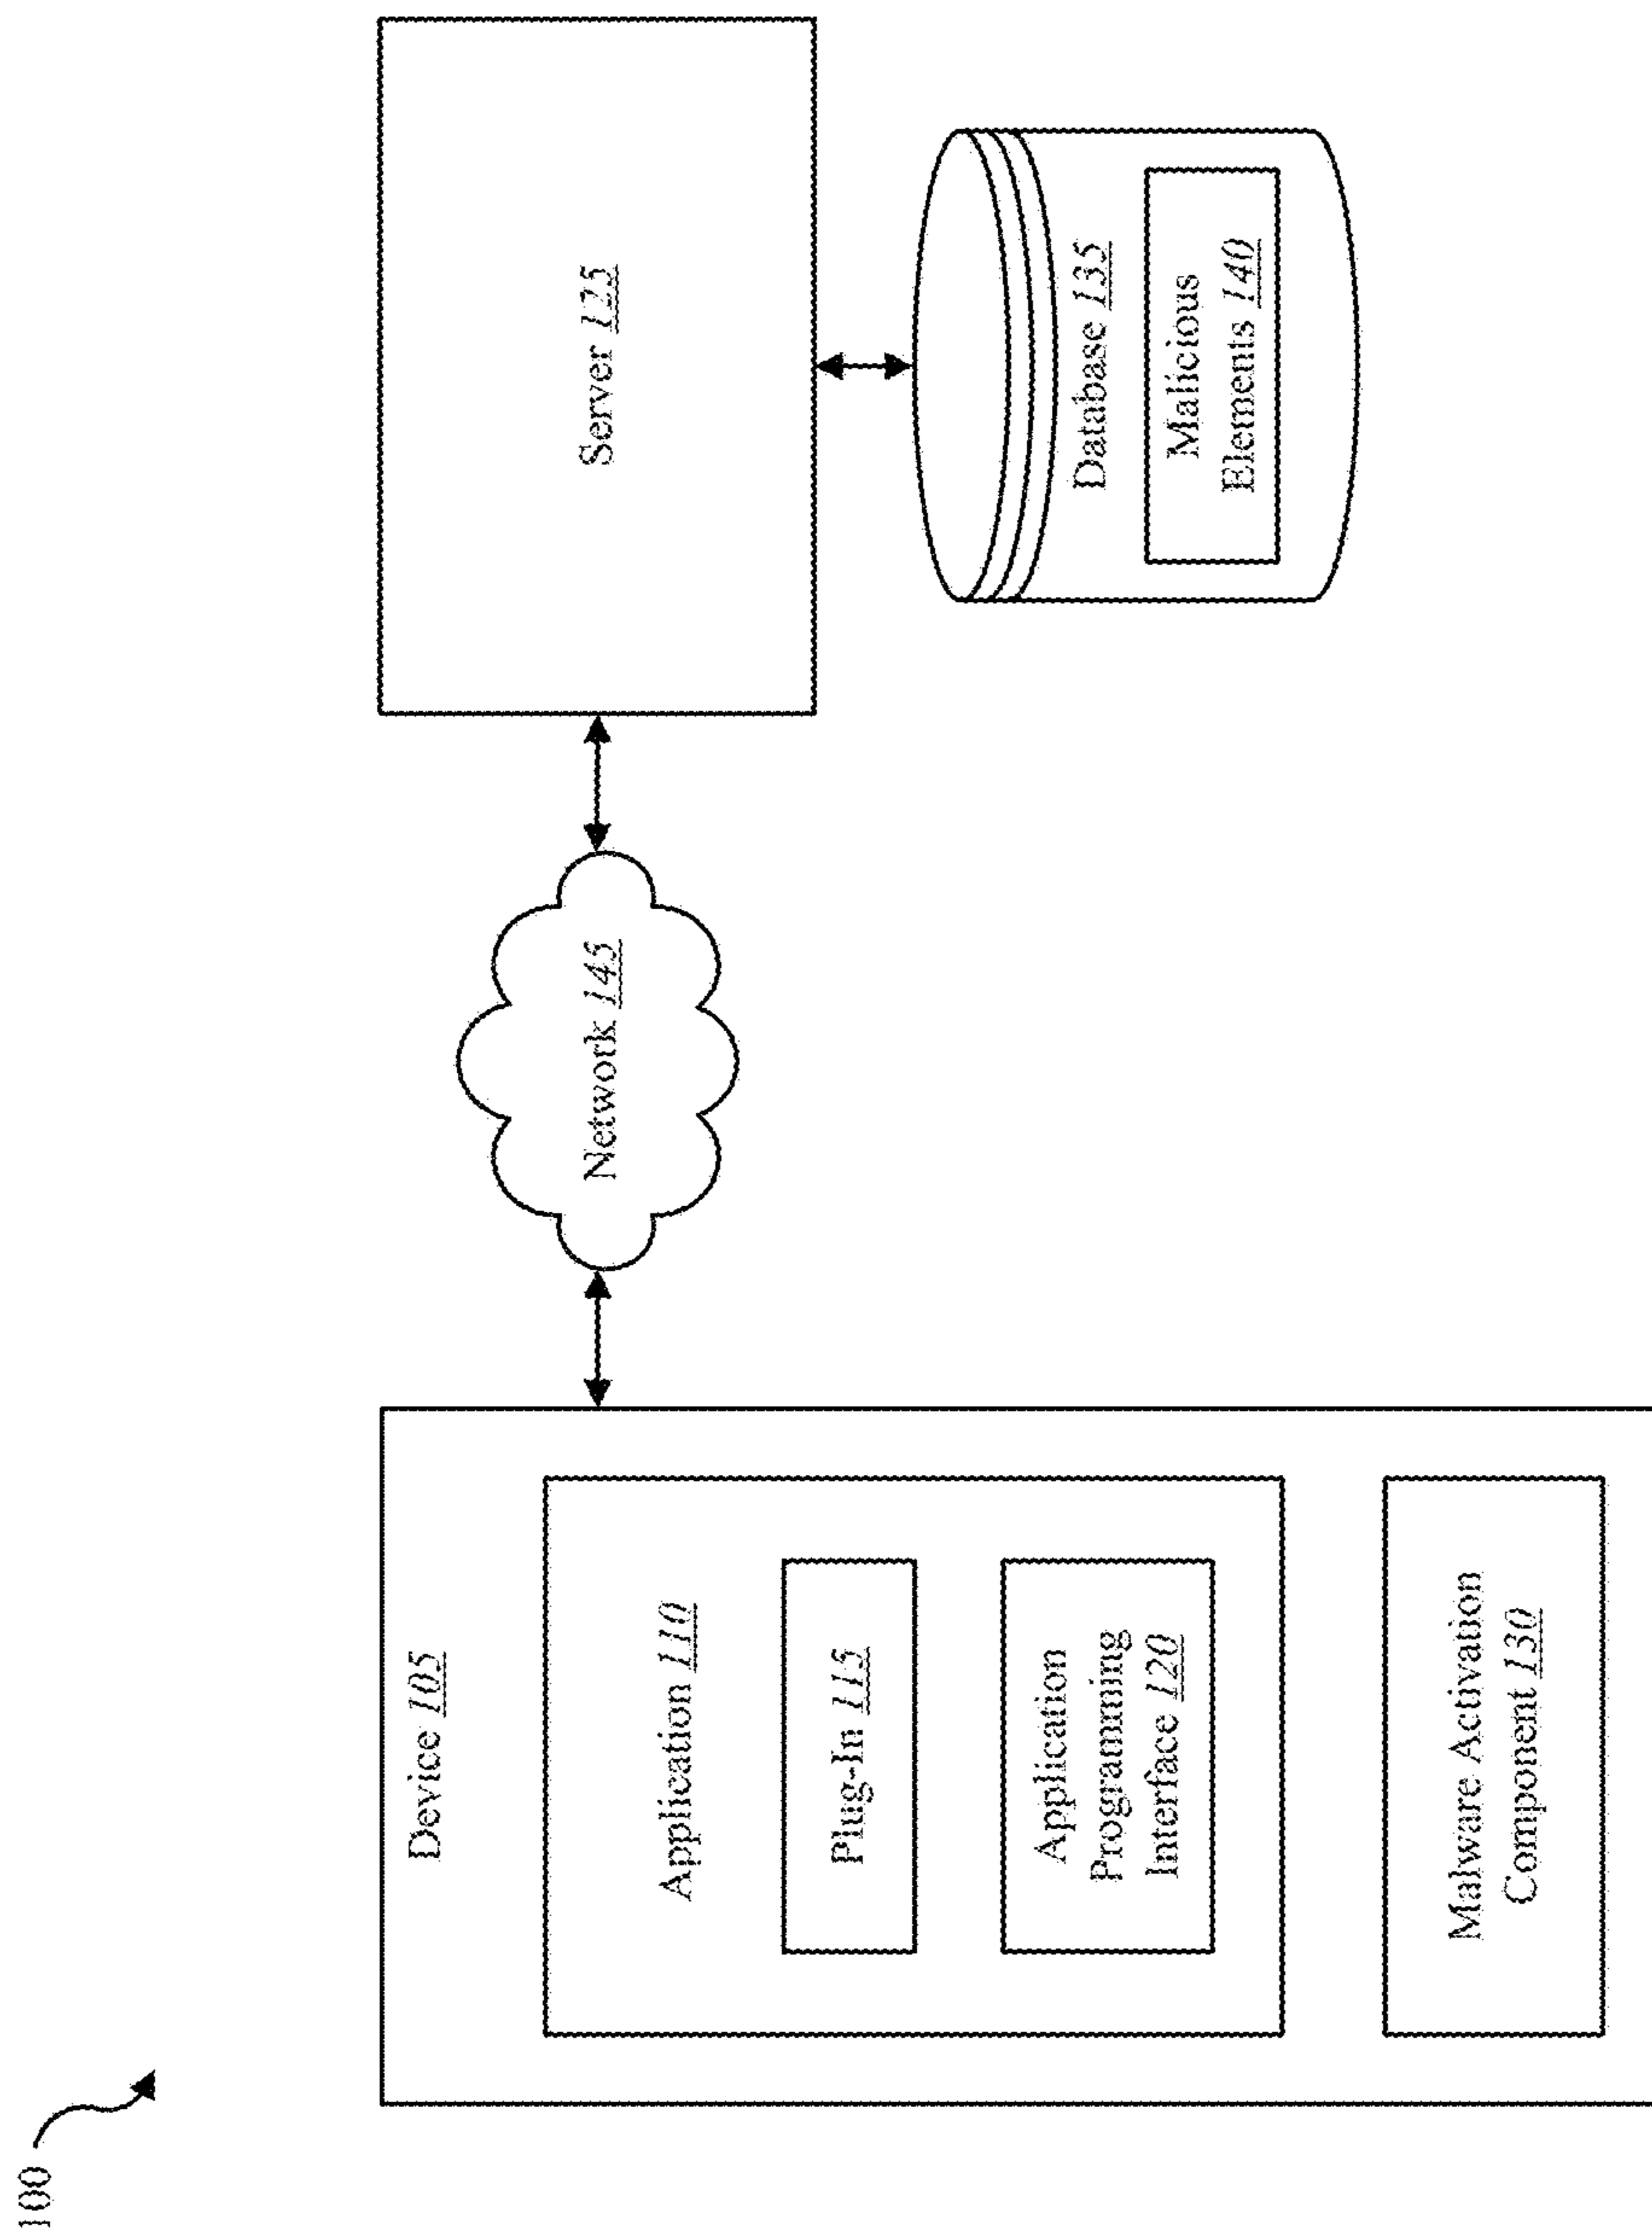 100
Device 105
Application 110
Plug-In 115
Application
Programming
Interface 120
Malware Activation
Component 130
Network 145
Server 125
Database 135
Malicious
Elements 140